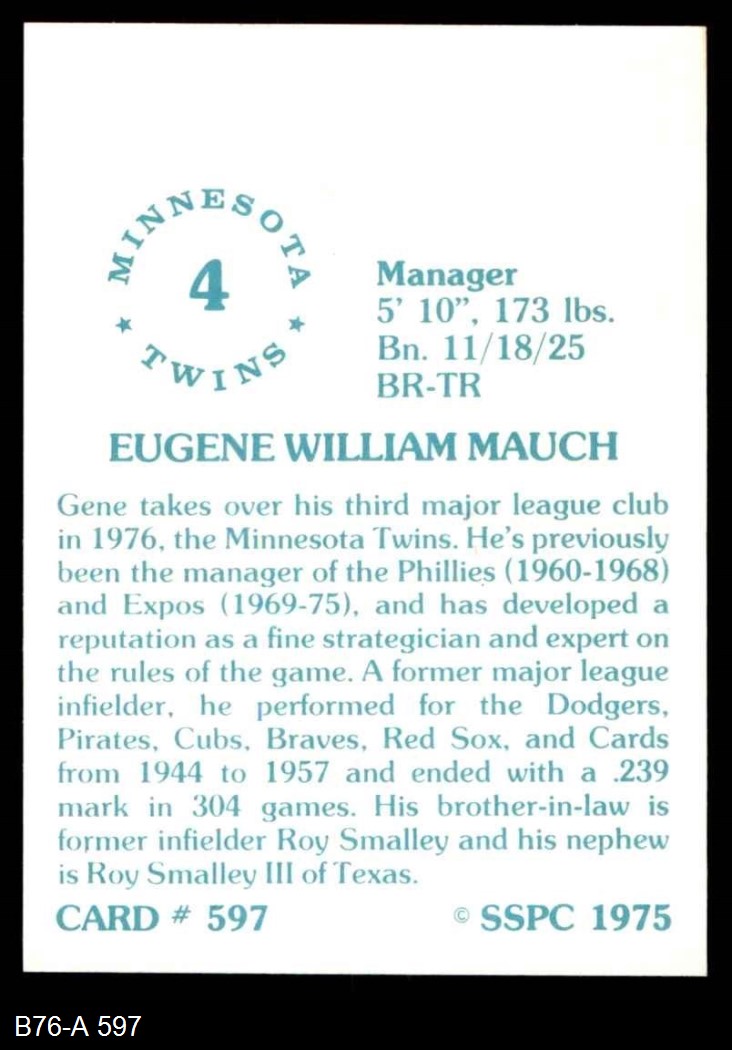 MINNESOTA
4
TWINS
Manager
5' 10", 173 lbs.
Bn. 11/18/25
BR-TR
EUGENE WILLIAM MAUCH
Gene takes over his third major league club
in 1976, the Minnesota Twins. He's previously
been the manager of the Phillies (1960-1968)
and Expos (1969-75), and has developed a
reputation as a fine strategician and expert on
the rules of the game. A former major league
infielder, he performed for the Dodgers,
Pirates, Cubs, Braves, Red Sox, and Cards
from 1944 to 1957 and ended with a .239
mark in 304 games. His brother-in-law is
former infielder Roy Smalley and his nephew
is Roy Smalley III of Texas.
CARD # 597 © SSPC 1975
B76-A 597